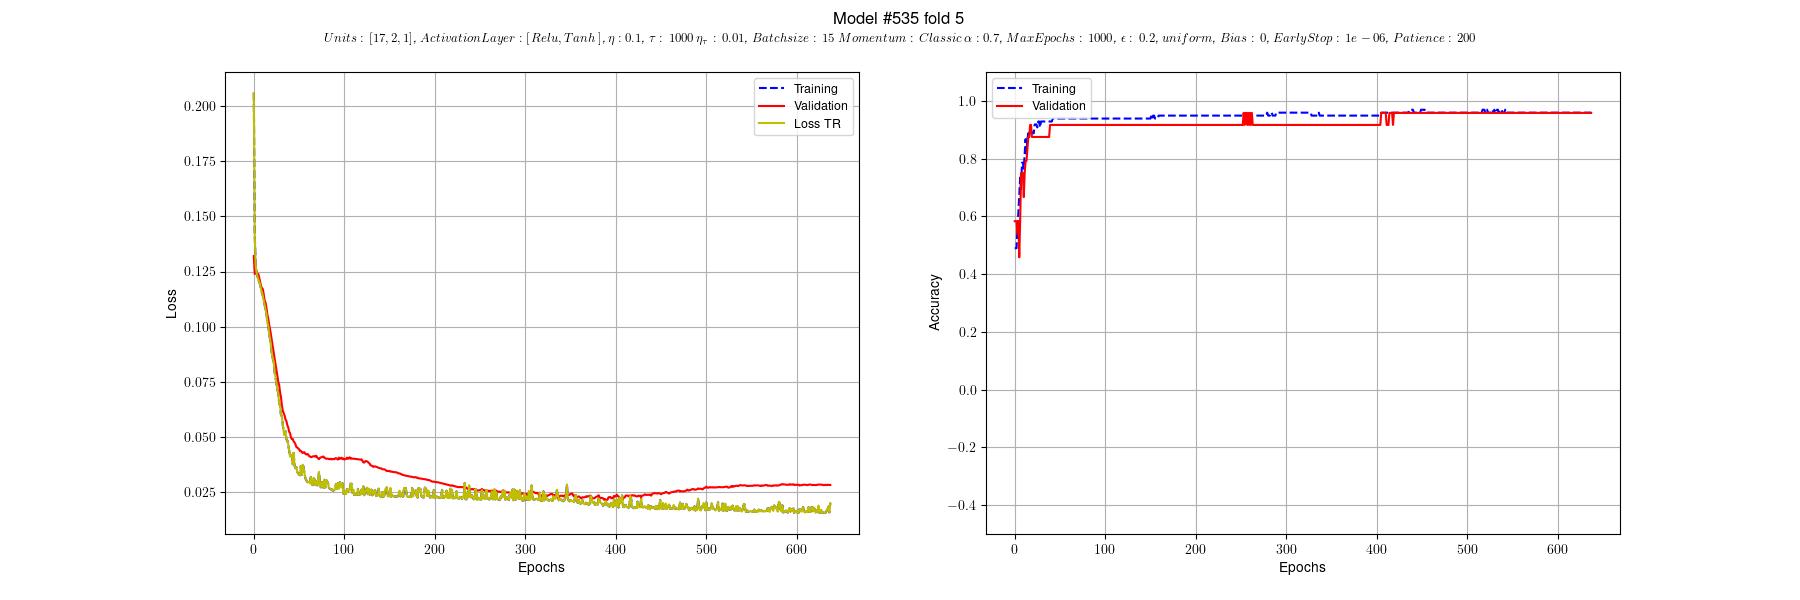 Model #535 fold 5
Units : [17, 2, 1], ActivationLayer : [Relu, Tanh], η : 0.1, τ : 1000 ητ : 0.01, Batchsize : 15 Momentum : Classic α : 0.7, MaxEpochs : 1000, ϵ : 0.2, uniform, Bias : 0, EarlyStop : 1e − 06, Patience : 200
Training
Validation
Loss TR
0.200
0.175
0.150
0.125
0.100
0.075
0.050
0.025
Loss
0 100 200 300 400 500 600
Epochs
Training
Validation
1.0
0.8
0.6
0.4
0.2
0.0
−0.2
−0.4
Accuracy
0 100 200 300 400 500 600
Epochs